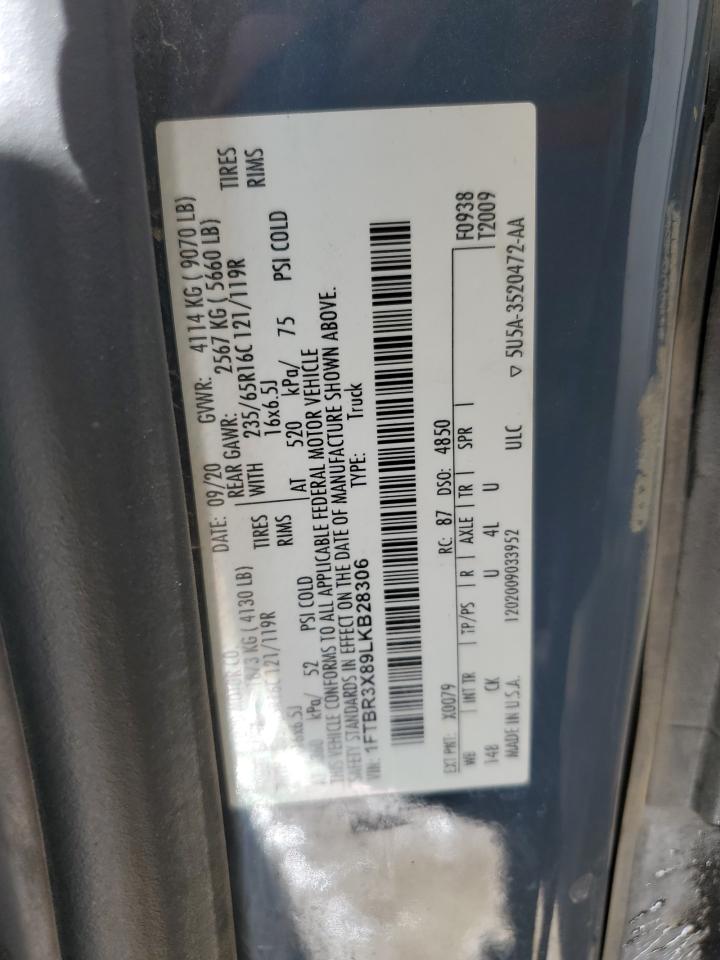 MOTOR CO.
DATE: 09/20 GVWR: 4114 KG ( 9070 LB)
KG ( 4130 LB) REAR GAWR: 2567 KG ( 5660 LB)
C 121/119R TIRES WITH 235/65R16C 121/119R TIRES
RIMS 16x6.5J RIMS
kPa/ 52 PSI COLD AT 520 kPa/ 75 PSI COLD
THIS VEHICLE CONFORMS TO ALL APPLICABLE FEDERAL MOTOR VEHICLE
SAFETY STANDARDS IN EFFECT ON THE DATE OF MANUFACTURE SHOWN ABOVE.
VIN: 1FTBR3X89LKB28306 TYPE: Truck
EXT PNT: X0079 RC: 87 DSO: 4850 F0938
WB INT TR TP/PS R AXLE TR SPR T2009
148 CK U 4L U
MADE IN U.S.A. 1202009033952 ULC ▽ 5U5A-3520472-AA